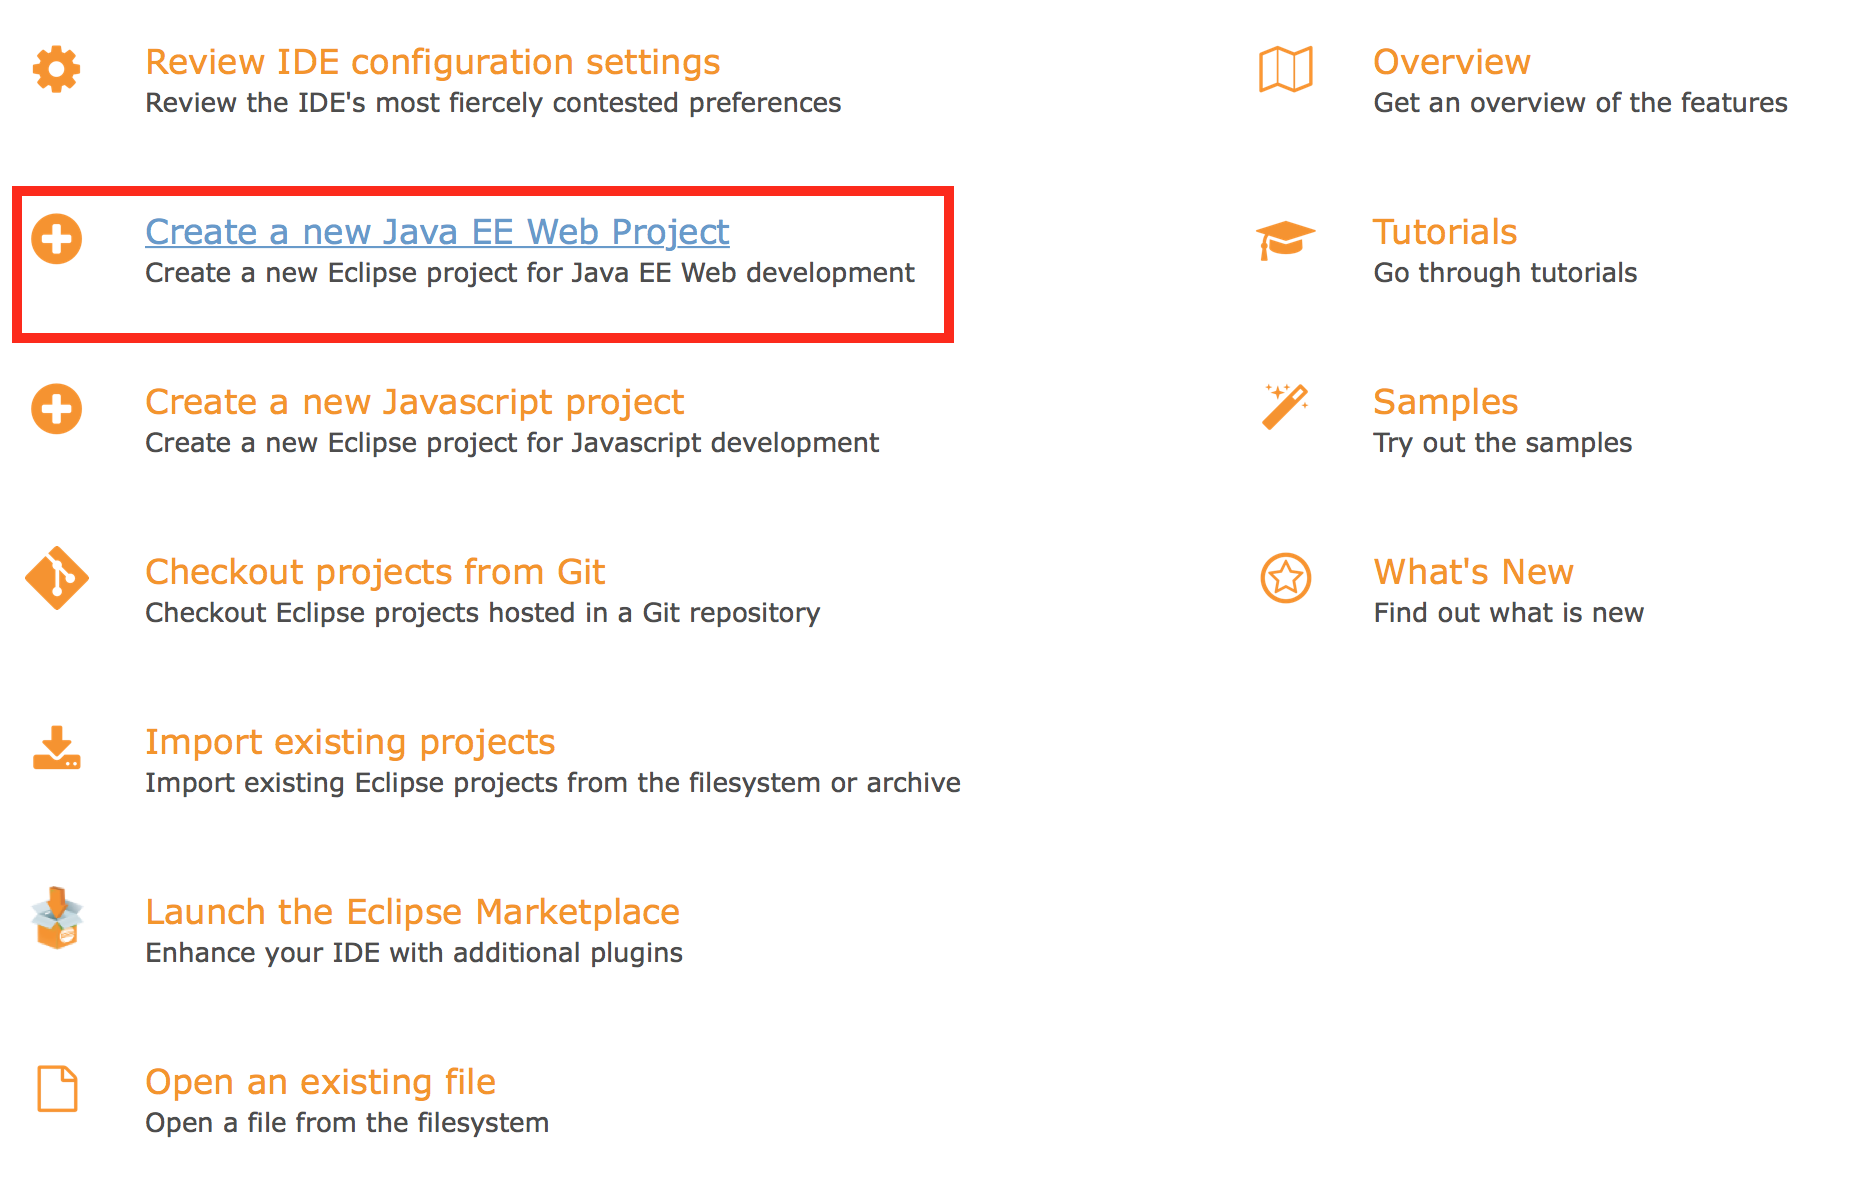 Review IDE configuration settings
Review the IDE's most fiercely contested preferences
Create a new Java EE Web Project
Create a new Eclipse project for Java EE Web development
Create a new Javascript project
Create a new Eclipse project for Javascript development
Checkout projects from Git
Checkout Eclipse projects hosted in a Git repository
Import existing projects
Import existing Eclipse projects from the filesystem or archive
Launch the Eclipse Marketplace
Enhance your IDE with additional plugins
Open an existing file
Open a file from the filesystem
Overview
Get an overview of the features
Tutorials
Go through tutorials
Samples
Try out the samples
What's New
Find out what is new